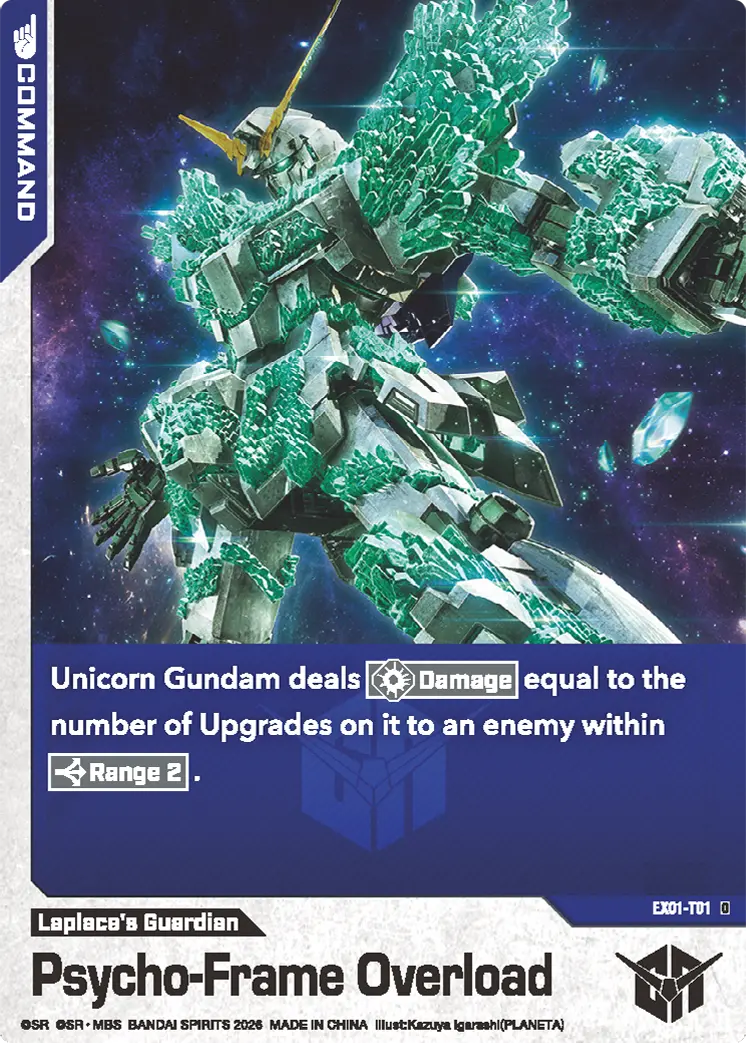 COMMAND
Unicorn Gundam deals Damage equal to the
number of Upgrades on it to an enemy within
Range 2 .
EX01-T01
Laplace's Guardian
Psycho-Frame Overload
©SR ©SR・MBS BANDAI SPIRITS 2026 MADE IN CHINA Illust:Kazuya Igarashi(PLANETA)